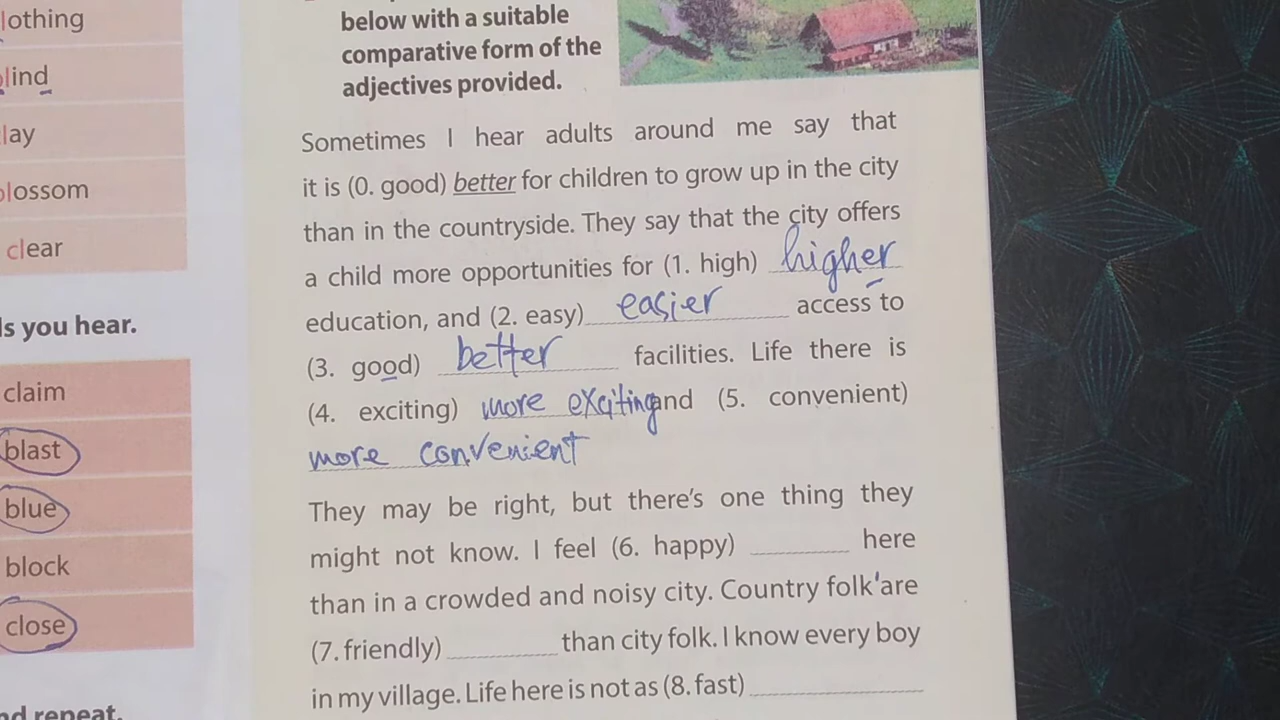 lothing
lind
lay
lossom
clear
ls you hear.
claim
blast
blue
block
close
nd repeat.
below with a suitable
comparative form of the
adjectives provided.
Sometimes I hear adults around me say that
it is (0. good) better for children to grow up in the city
than in the countryside. They say that the city offers
a child more opportunities for (1. high) higher
education, and (2. easy) easier access to
(3. good) better facilities. Life there is
(4. exciting) more exciting and (5. convenient)
more convenient
They may be right, but there's one thing they
might not know. I feel (6. happy) ________ here
than in a crowded and noisy city. Country folk'are
(7. friendly) ________ than city folk. I know every boy
in my village. Life here is not as (8. fast) ________